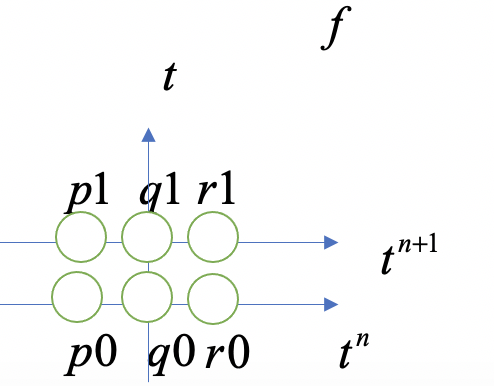 f
t
p1 q1 r1
t^{n+1}
p0 q0 r0 t^n